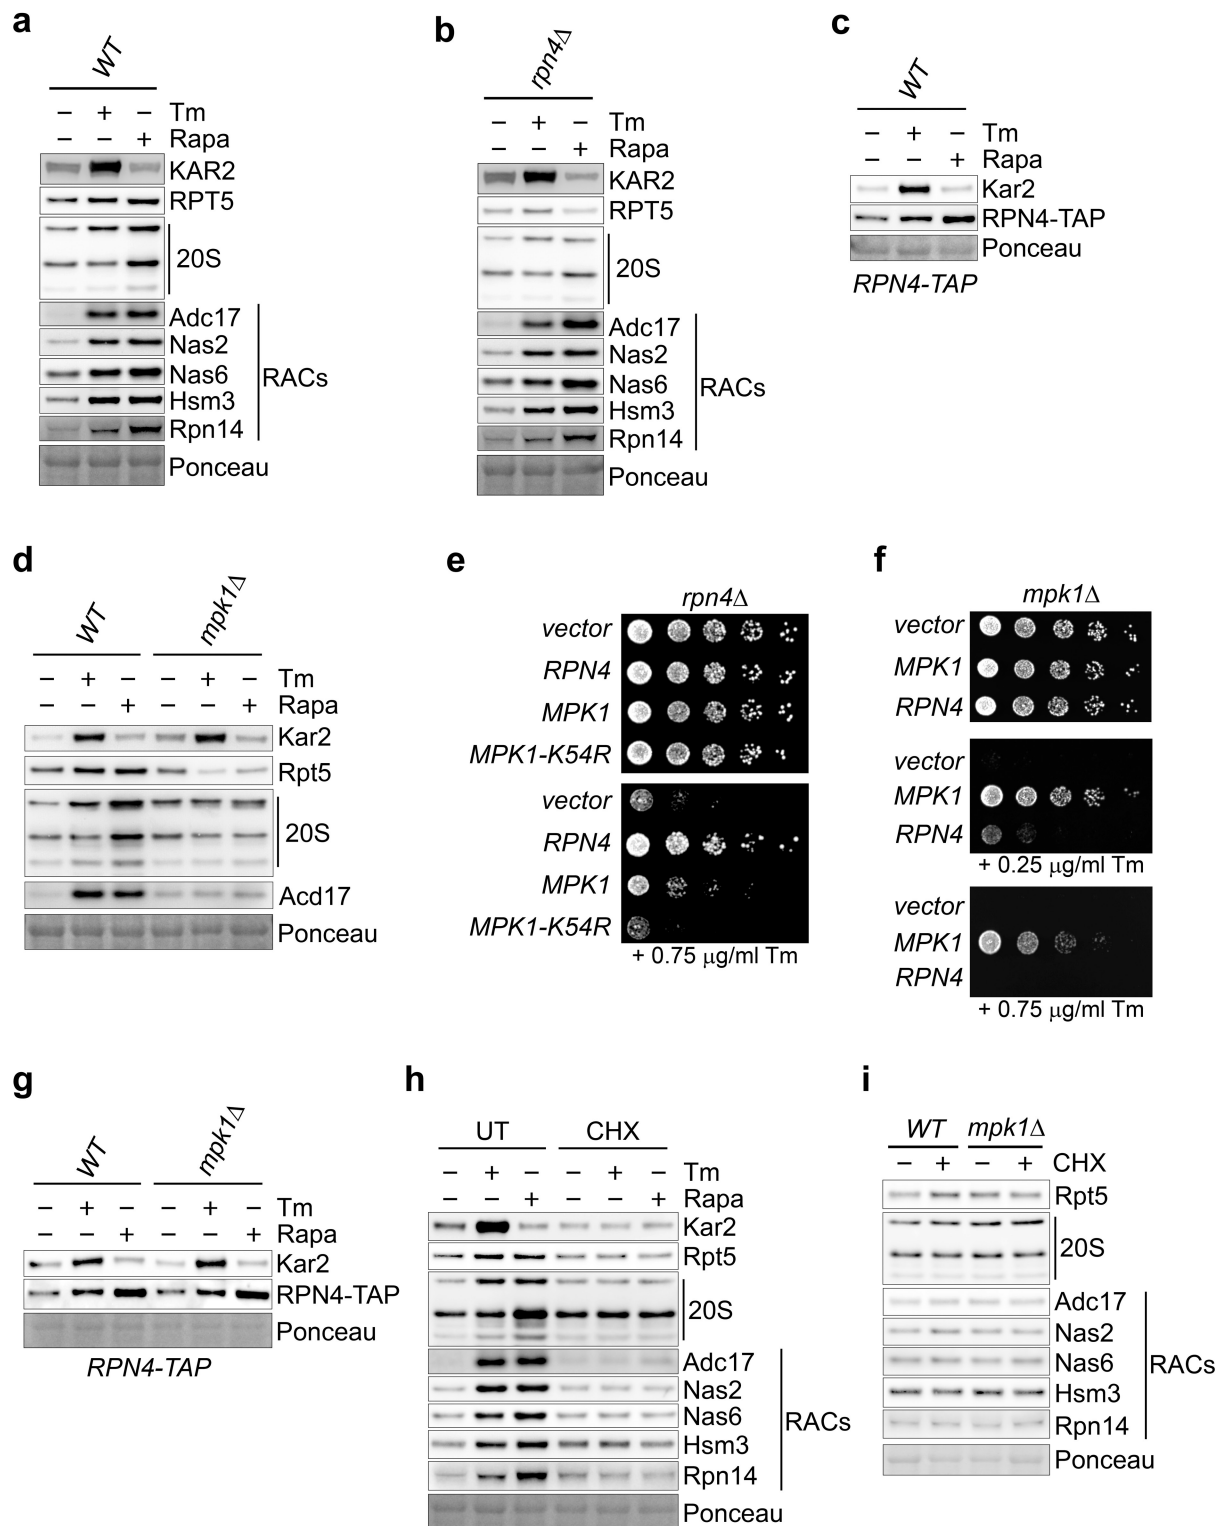 a
WT
– + – Tm
– – + Rapa
KAR2
RPT5
20S
Adc17
Nas2
Nas6
Hsm3
Rpn14
RACs
Ponceau
b
rpn4Δ
– + – Tm
– – + Rapa
KAR2
RPT5
20S
Adc17
Nas2
Nas6
Hsm3
Rpn14
RACs
Ponceau
c
WT
– + – Tm
– – + Rapa
Kar2
RPN4-TAP
Ponceau
RPN4-TAP
d
WT mpk1Δ
– + – – + – Tm
– – + – – + Rapa
Kar2
Rpt5
20S
Acd17
Ponceau
e
rpn4Δ
vector
RPN4
MPK1
MPK1-K54R
vector
RPN4
MPK1
MPK1-K54R
+ 0.75 μg/ml Tm
f
mpk1Δ
vector
MPK1
RPN4
vector
MPK1
RPN4
+ 0.25 μg/ml Tm
vector
MPK1
RPN4
+ 0.75 μg/ml Tm
g
WT mpk1Δ
– + – – + – Tm
– – + – – + Rapa
Kar2
RPN4-TAP
Ponceau
RPN4-TAP
h
UT CHX
– + – – + – Tm
– – + – – + Rapa
Kar2
Rpt5
20S
Adc17
Nas2
Nas6
Hsm3
Rpn14
RACs
Ponceau
i
WT mpk1Δ
– + – + CHX
Rpt5
20S
Adc17
Nas2
Nas6
Hsm3
Rpn14
RACs
Ponceau